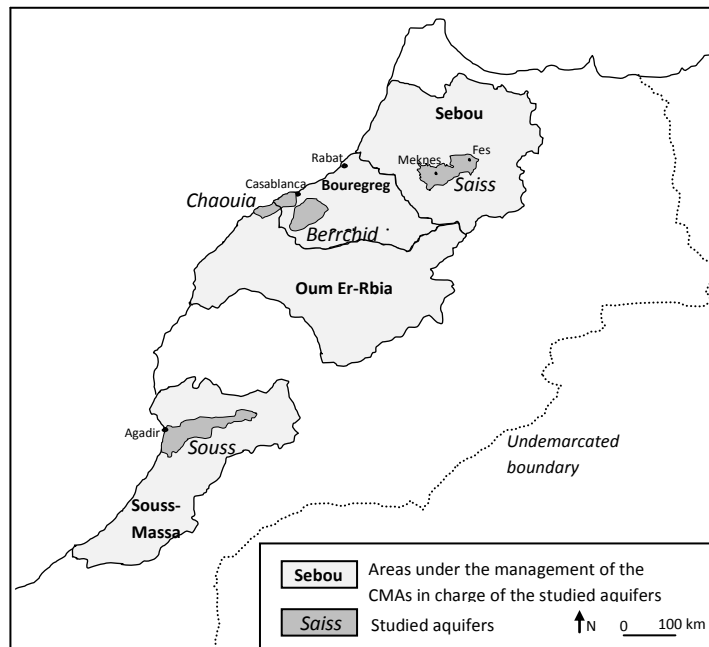 Sebou
Fes
Meknes
Rabat
Saiss
Casablanca
Bouregreg
Chaouia
Berrchid
Oum Er-Rbia
Agadir
Souss
Undemarcated
boundary
Souss-
Massa
Sebou Areas under the management of the
CMAs in charge of the studied aquifers
Saiss Studied aquifers N 0 100 km